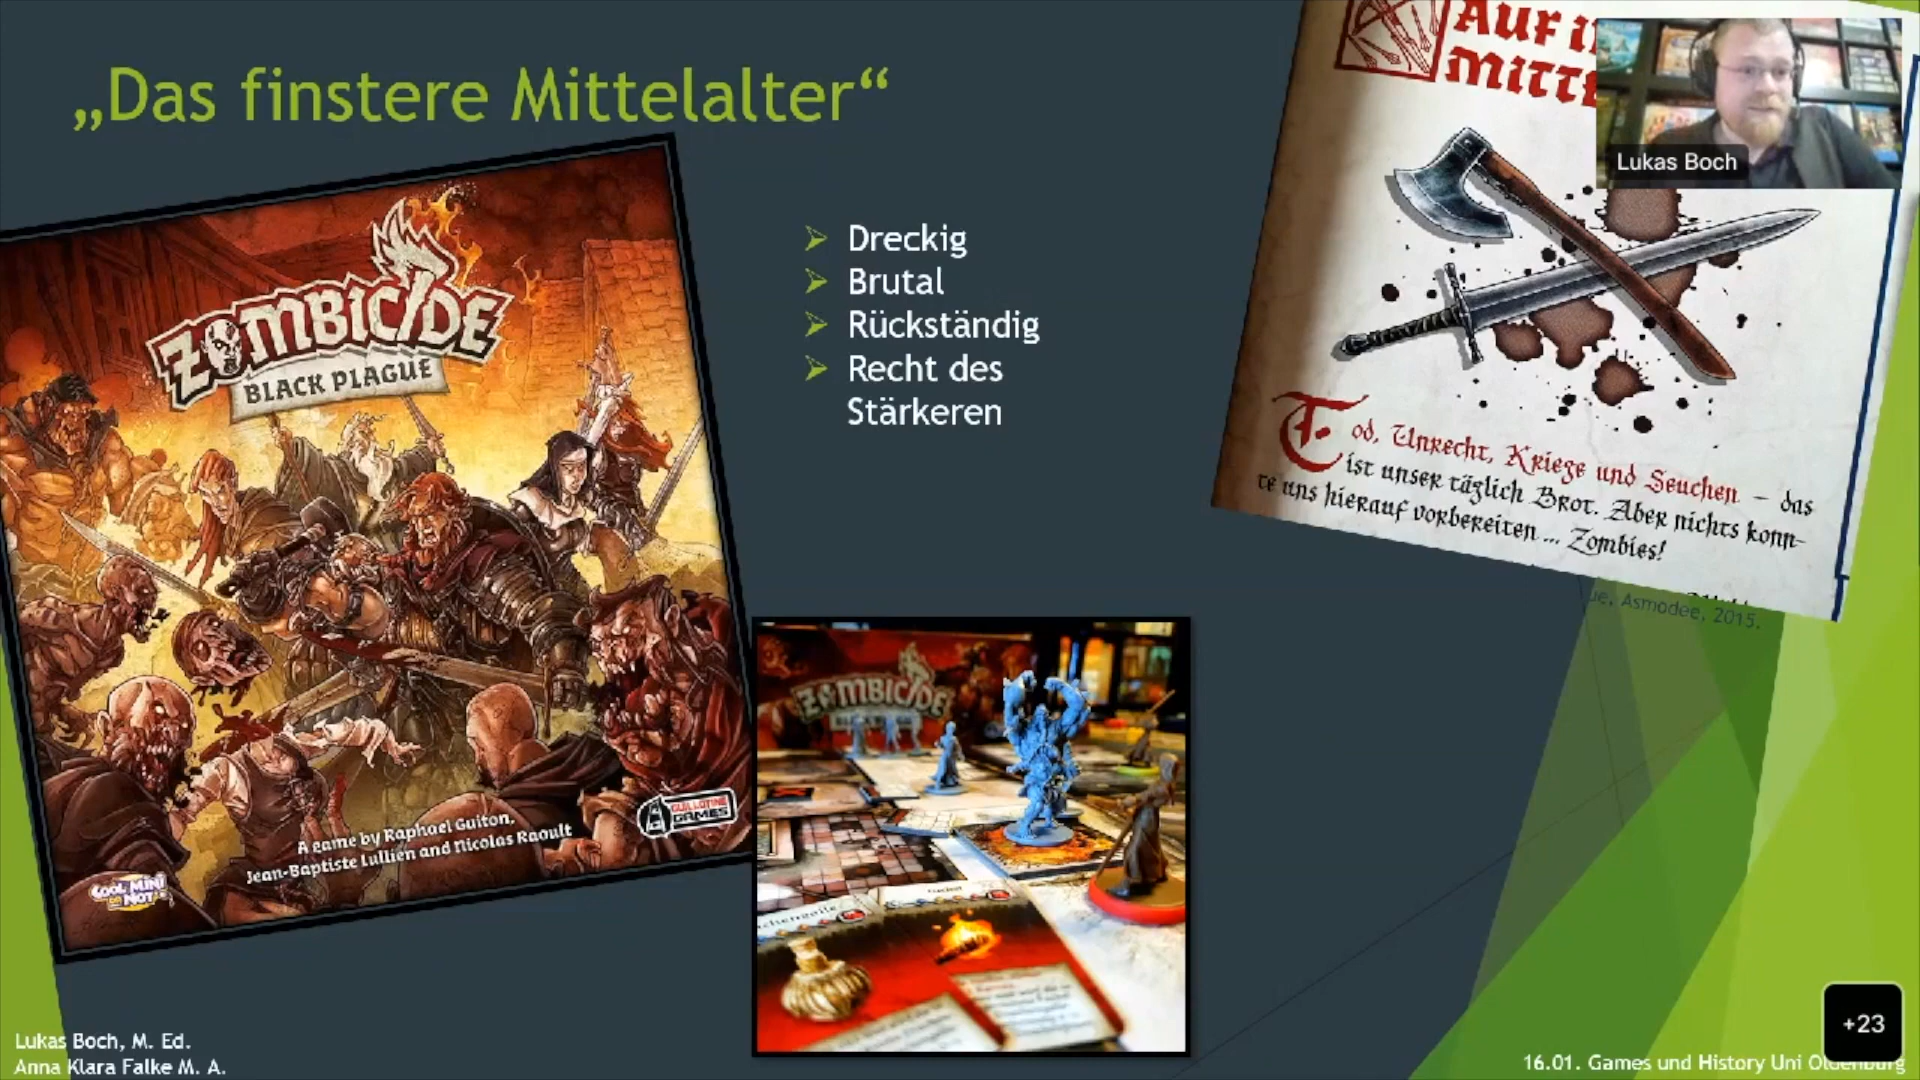 „Das finstere Mittelalter“
Dreckig
Brutal
Rückständig
Recht des
Stärkeren
ZOMBICIDE
BLACK PLAGUE
A game by Raphael Guiton,
Jean-Baptiste Lullien and Nicolas Raoult
GUILLOTINE
GAMES
COOL MINI
OR NOT
Auf i
Mitte
Lukas Boch
Tod, Unrecht, Kriege und Seuchen – das
ist unser täglich Brot. Aber nichts konn-
te uns hierauf vorbereiten ... Zombies!
ue, Asmodee, 2015.
ZOMBICIDE
Lukas Boch, M. Ed.
Anna Klara Falke M. A.
+23
16.01. Games und History Uni Oldenburg